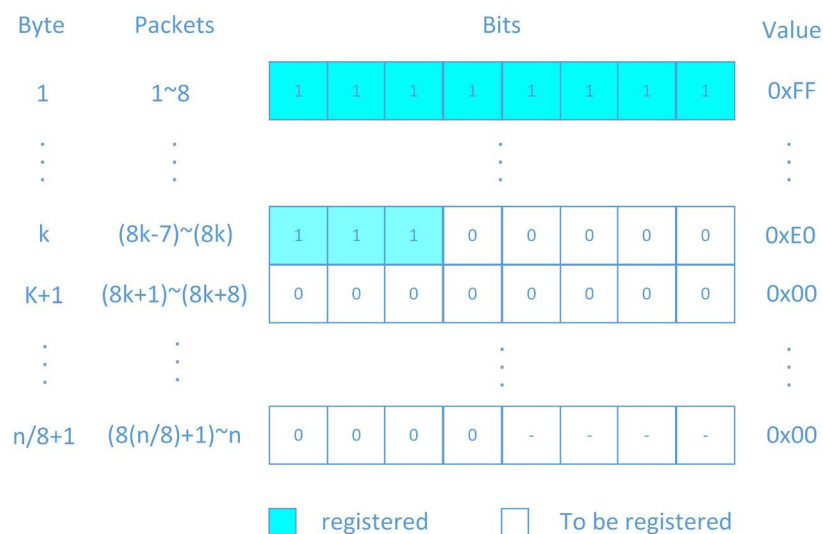 Byte Packets Bits Value
1 1~8 1 1 1 1 1 1 1 1 0xFF
k (8k-7)~(8k) 1 1 1 0 0 0 0 0 0xE0
K+1 (8k+1)~(8k+8) 0 0 0 0 0 0 0 0 0x00
n/8+1 (8(n/8)+1)~n 0 0 0 0 - - - - 0x00
registered To be registered